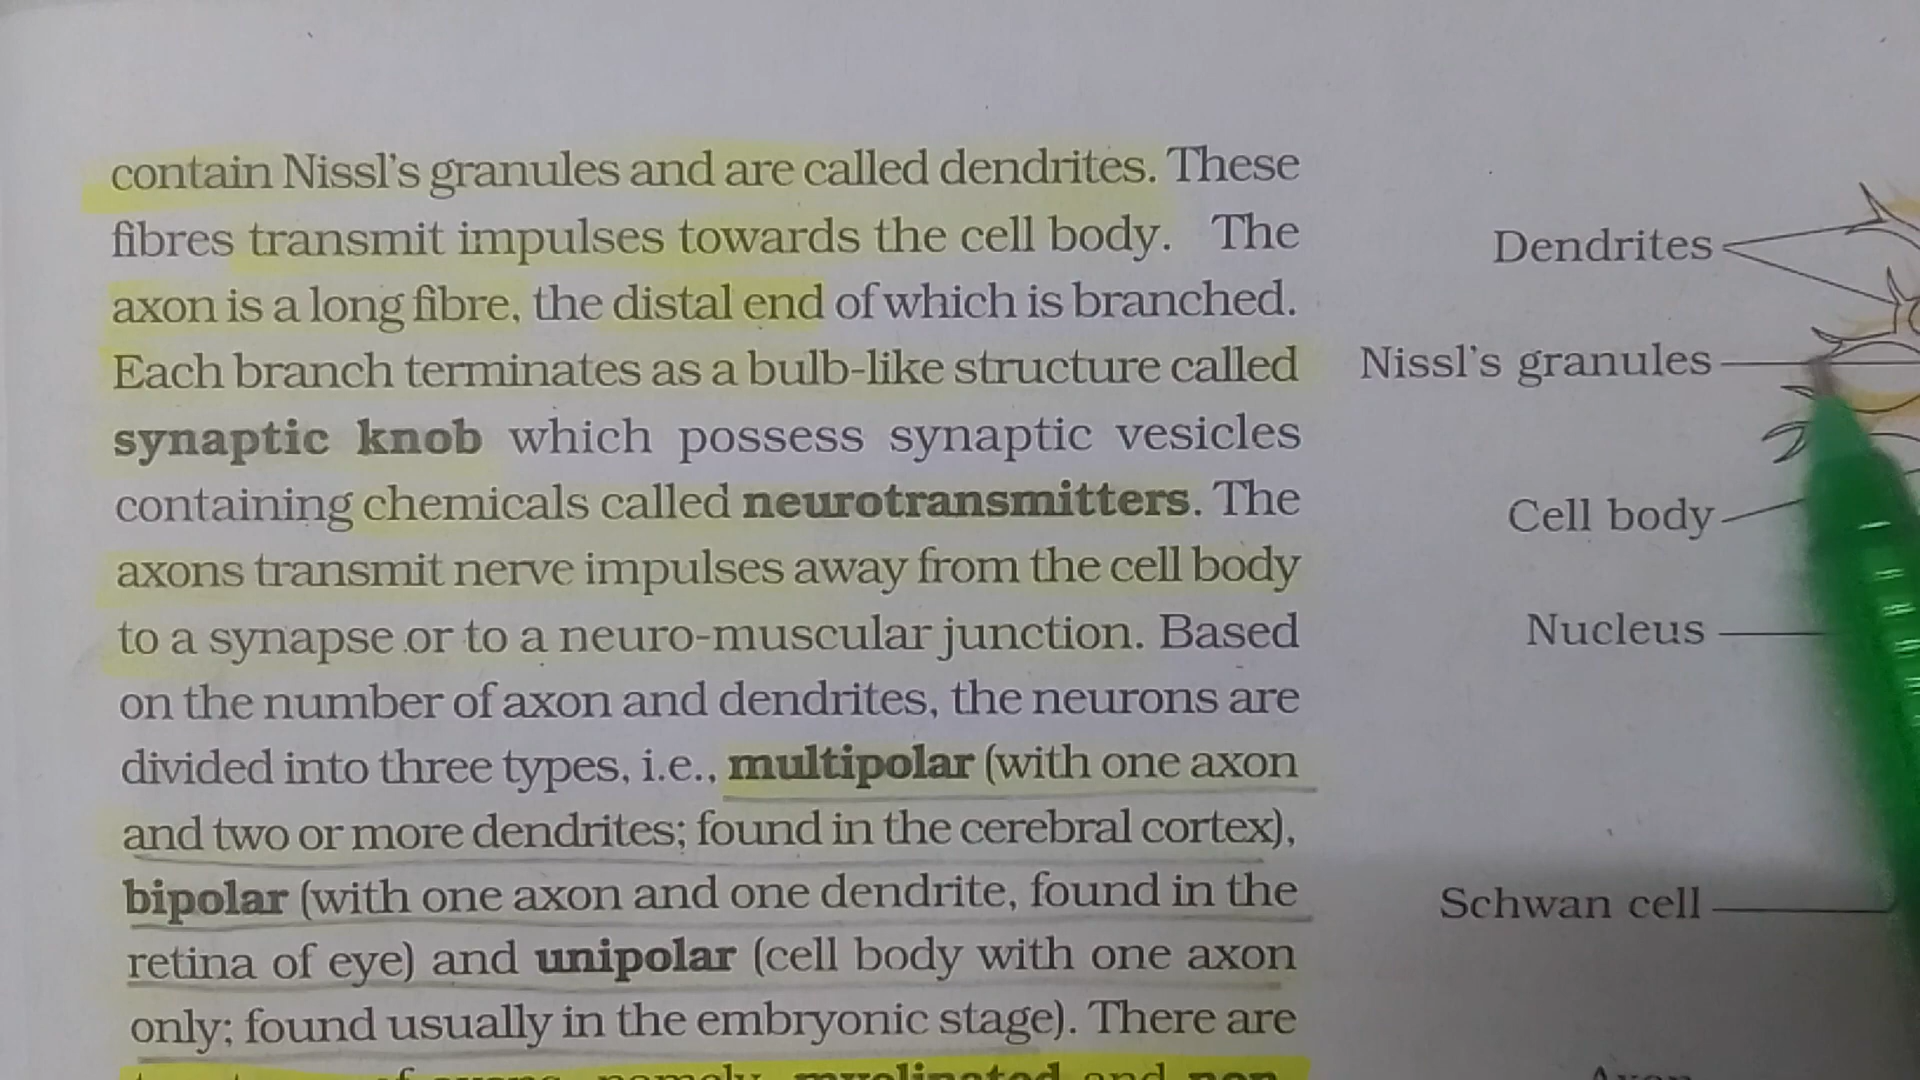 contain Nissl's granules and are called dendrites. These
fibres transmit impulses towards the cell body. The
axon is a long fibre, the distal end of which is branched.
Each branch terminates as a bulb-like structure called
synaptic knob which possess synaptic vesicles
containing chemicals called neurotransmitters. The
axons transmit nerve impulses away from the cell body
to a synapse or to a neuro-muscular junction. Based
on the number of axon and dendrites, the neurons are
divided into three types, i.e., multipolar (with one axon
and two or more dendrites; found in the cerebral cortex),
bipolar (with one axon and one dendrite, found in the
retina of eye) and unipolar (cell body with one axon
only; found usually in the embryonic stage). There are
namely, myelinated and non
Dendrites
Nissl's granules
Cell body
Nucleus
Schwan cell
Axon